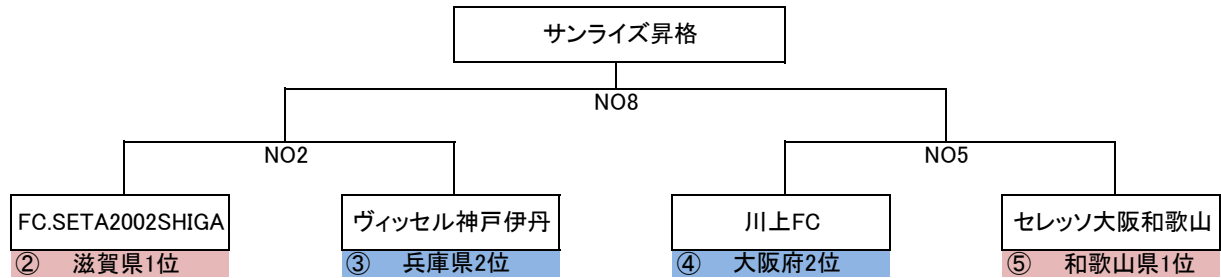 サンライズ昇格
NO8
NO2
NO5
FC.SETA2002SHIGA
ヴィッセル神戸伊丹
川上FC
セレッソ大阪和歌山
② 滋賀県1位
③ 兵庫県2位
④ 大阪府2位
⑤ 和歌山県1位